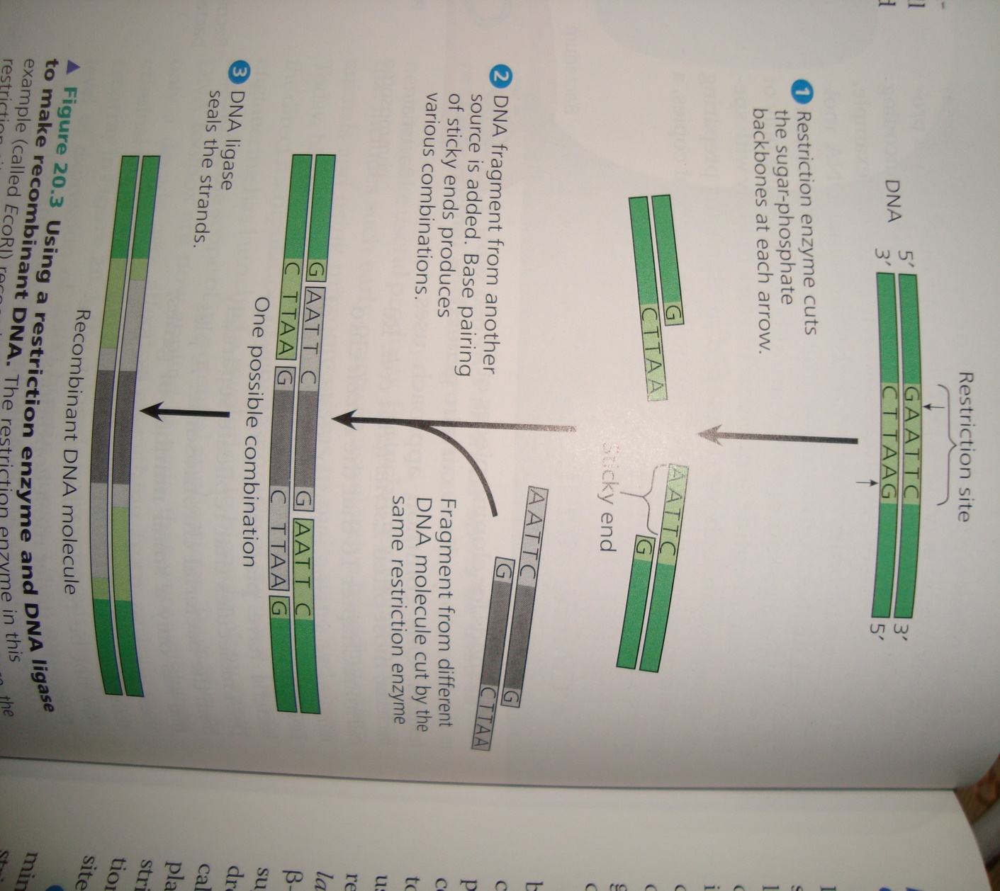 Restriction site
5′ GAATTC 3′
DNA
3′ CTTAAG 5′
1 Restriction enzyme cuts
the sugar-phosphate
backbones at each arrow.
G AATTC
CTTAA G
Sticky end
2 DNA fragment from another
source is added. Base pairing
of sticky ends produces
various combinations.
AATTC G
G CTTAA
Fragment from different
DNA molecule cut by the
same restriction enzyme
G AATT C G AATT C
C TTAA G C TTAA G
One possible combination
3 DNA ligase
seals the strands.
Recombinant DNA molecule
▲ Figure 20.3 Using a restriction enzyme and DNA ligase
to make recombinant DNA. The restriction enzyme in this
example (called EcoRI)